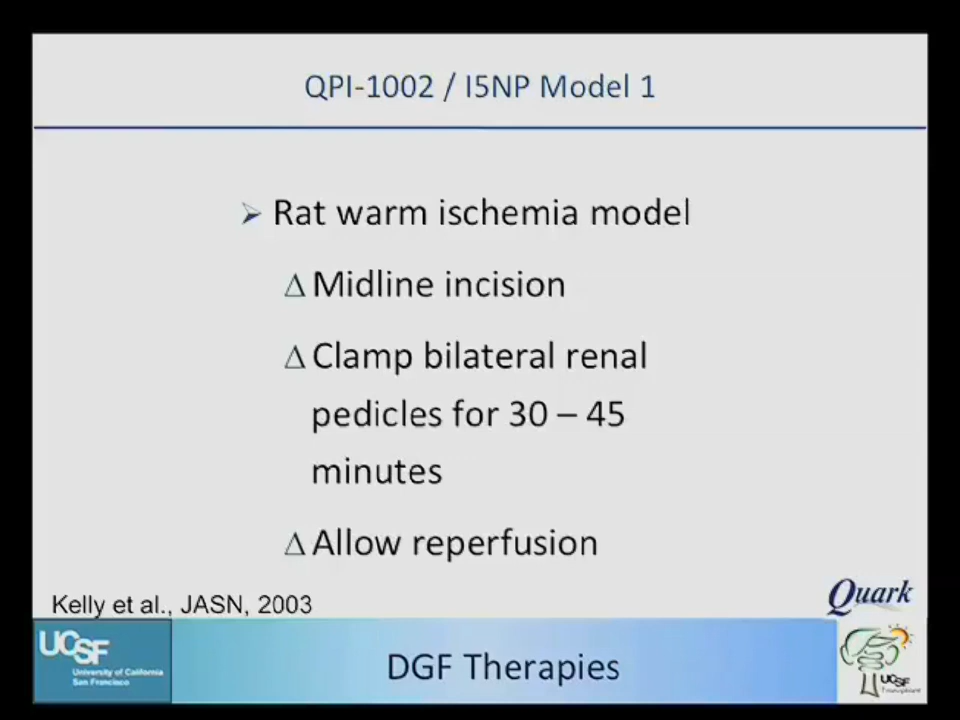 QPI-1002 / I5NP Model 1
➢ Rat warm ischemia model
Δ Midline incision
Δ Clamp bilateral renal
pedicles for 30 – 45
minutes
Δ Allow reperfusion
Kelly et al., JASN, 2003
Quark
UCSF
University of California
San Francisco
DGF Therapies
UCSF
Transplant